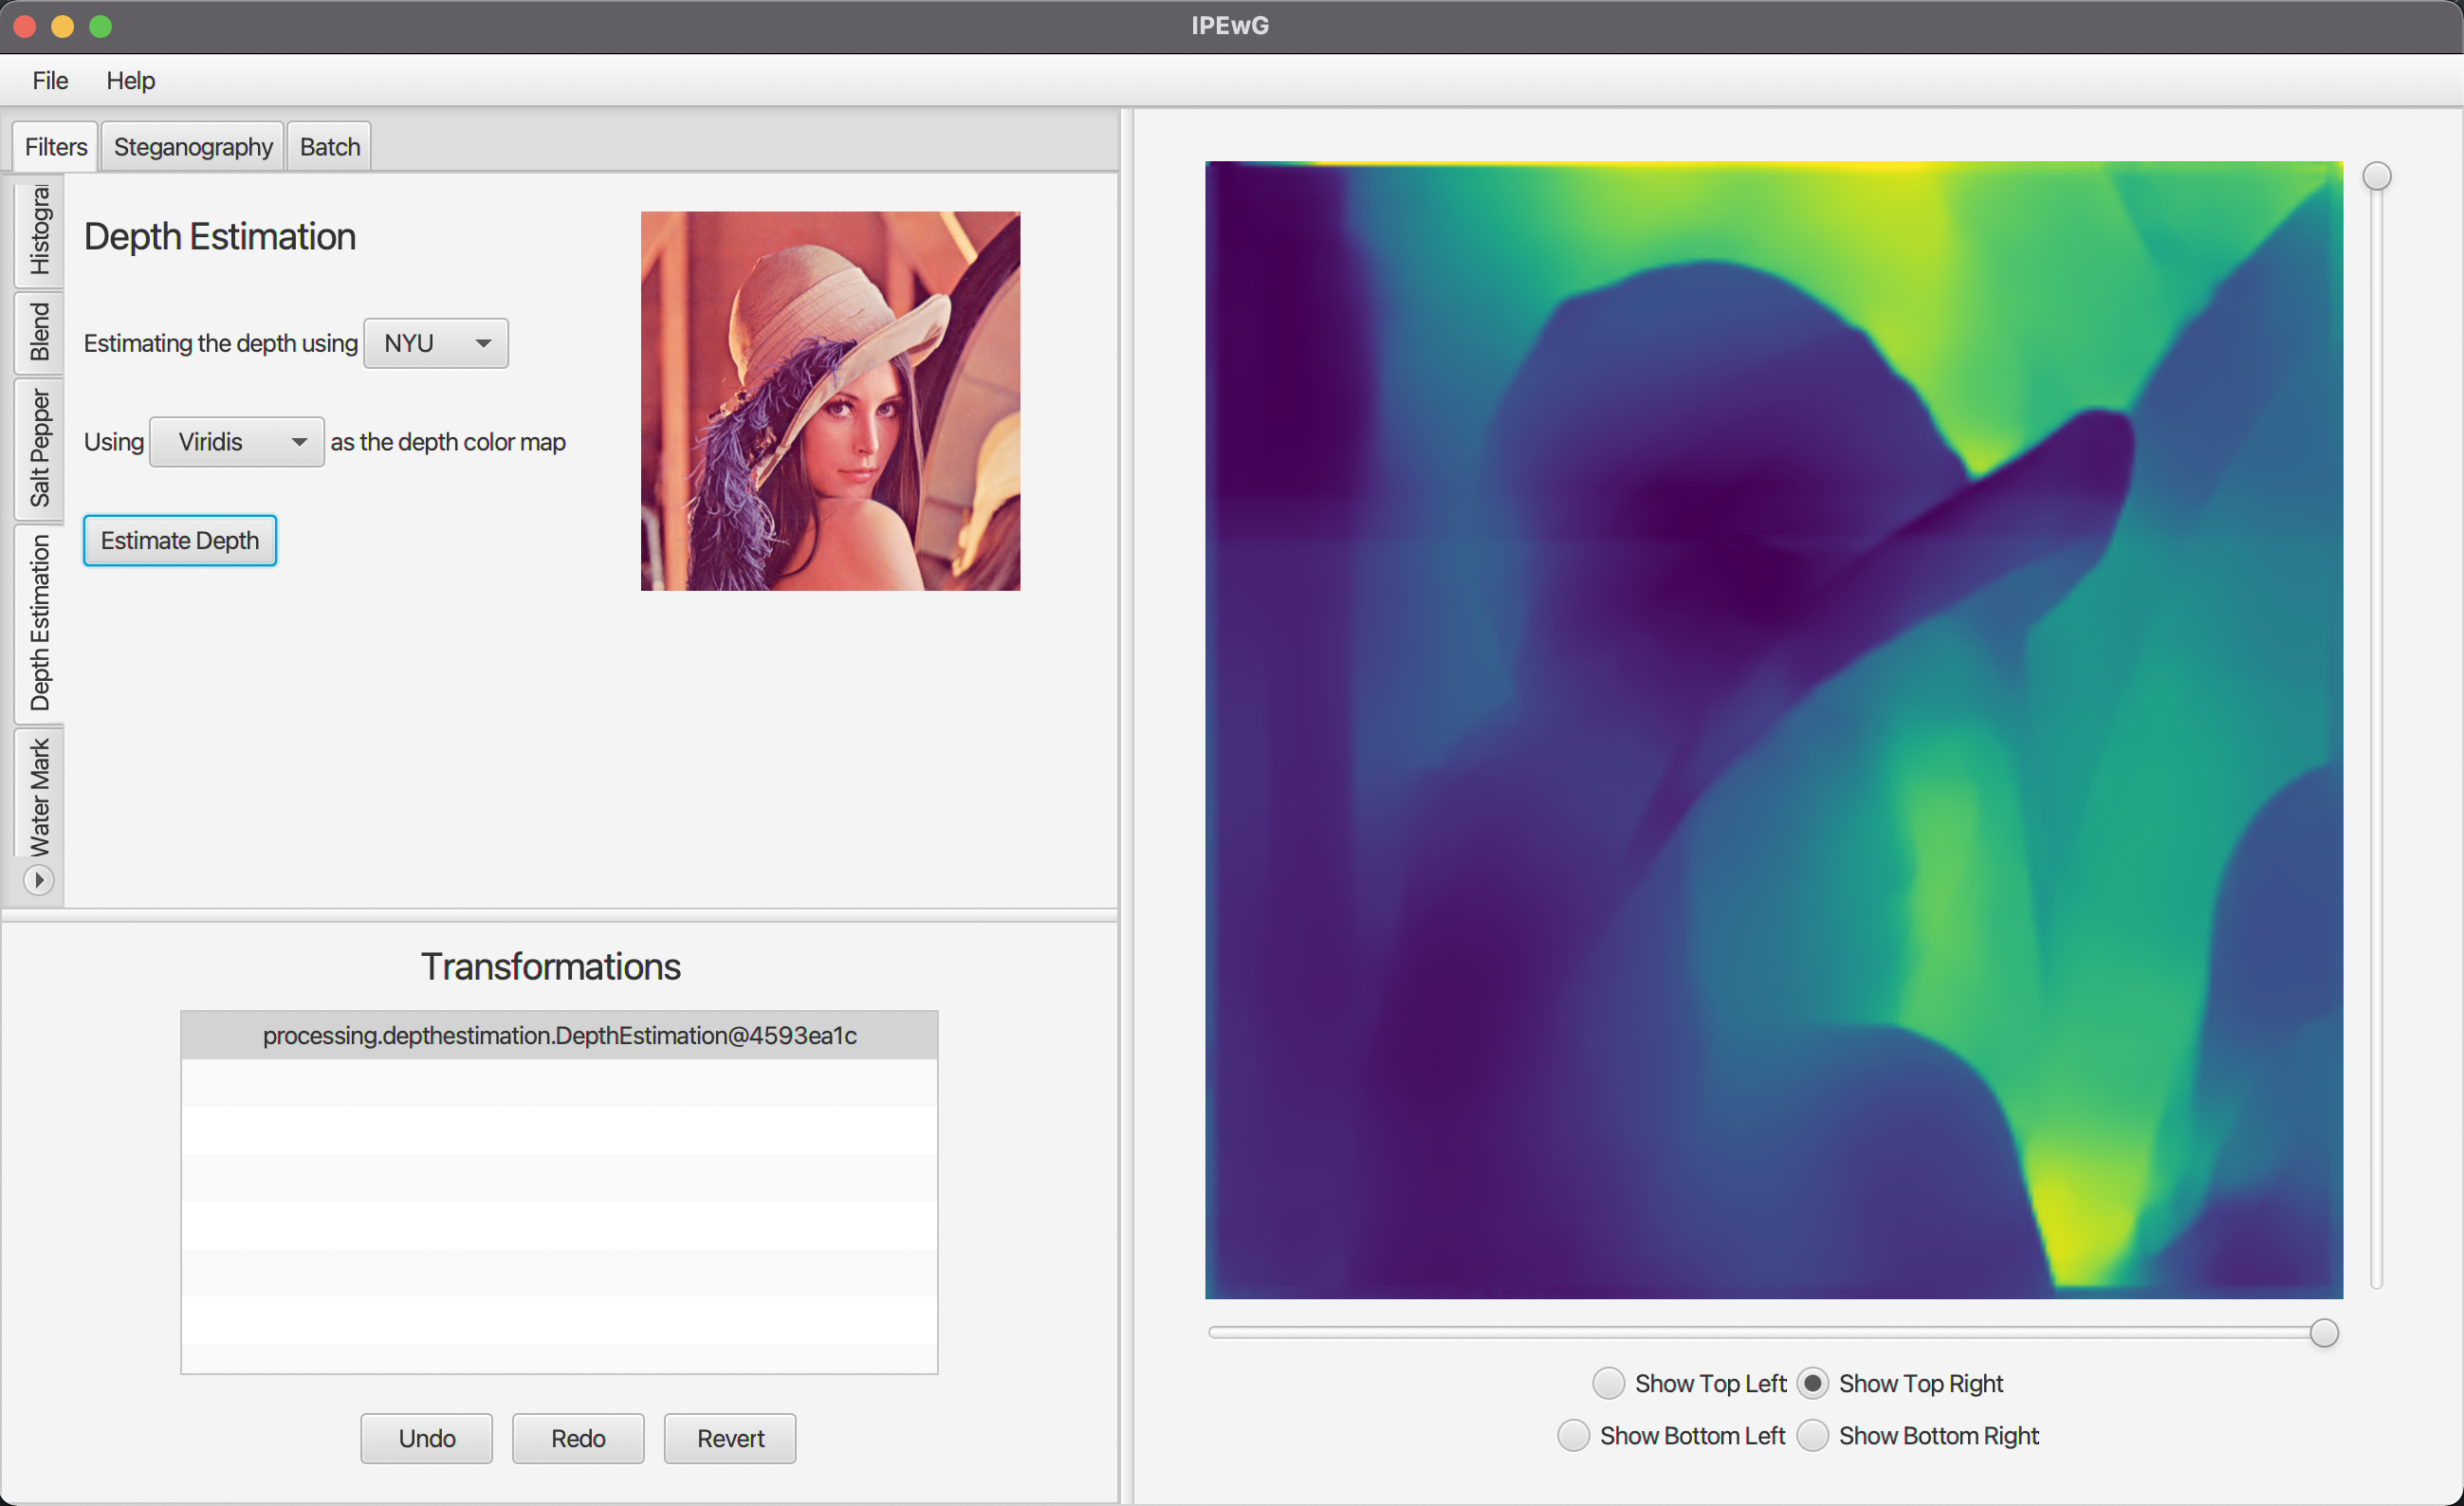 IPEwG
File Help
Filters Steganography Batch
Histogra
Blend
Salt Pepper
Depth Estimation
Water Mark
Depth Estimation
Estimating the depth using NYU
Using Viridis as the depth color map
Estimate Depth
Transformations
processing.depthestimation.DepthEstimation@4593ea1c
Undo Redo Revert
Show Top Left Show Top Right
Show Bottom Left Show Bottom Right